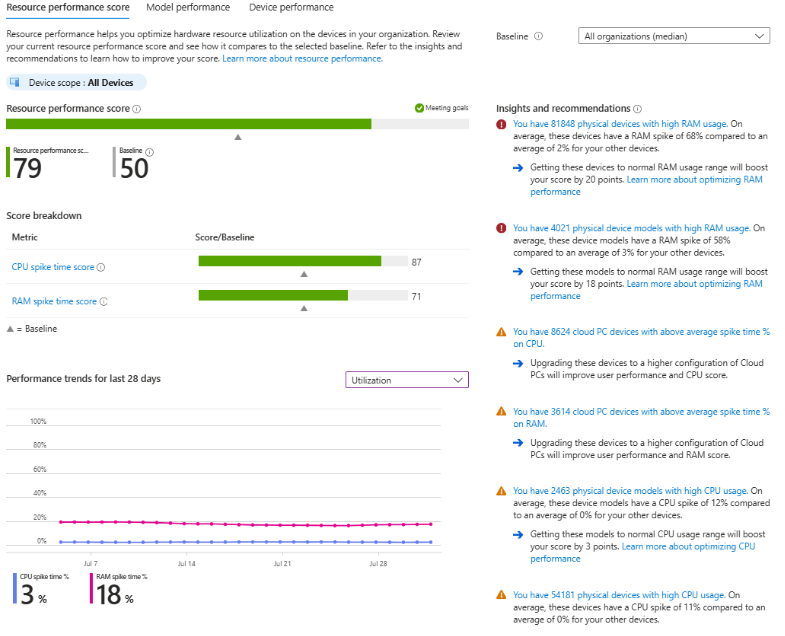 Resource performance score Model performance Device performance
Resource performance helps you optimize hardware resource utilization on the devices in your organization. Review
your current resource performance score and see how it compares to the selected baseline. Refer to the insights and
recommendations to learn how to improve your score. Learn more about resource performance.
Baseline
All organizations (median)
Device scope : All Devices
Resource performance score
Meeting goals
Resource performance sc...
79
Baseline
50
Score breakdown
Metric Score/Baseline
CPU spike time score 87
RAM spike time score 71
= Baseline
Performance trends for last 28 days
Utilization
100%
80%
60%
40%
20%
0%
Jul 7 Jul 14 Jul 21 Jul 28
CPU spike time %
3 %
RAM spike time %
18 %
Insights and recommendations
You have 81848 physical devices with high RAM usage. On
average, these devices have a RAM spike of 68% compared to an
average of 2% for your other devices.
Getting these devices to normal RAM usage range will boost
your score by 20 points. Learn more about optimizing RAM
performance
You have 4021 physical device models with high RAM usage. On
average, these device models have a RAM spike of 58%
compared to an average of 3% for your other devices.
Getting these models to normal RAM usage range will boost
your score by 18 points. Learn more about optimizing RAM
performance
You have 8624 cloud PC devices with above average spike time %
on CPU.
Upgrading these devices to a higher configuration of Cloud
PCs will improve user performance and CPU score.
You have 3614 cloud PC devices with above average spike time %
on RAM.
Upgrading these devices to a higher configuration of Cloud
PCs will improve user performance and RAM score.
You have 2463 physical device models with high CPU usage. On
average, these device models have a CPU spike of 12% compared
to an average of 0% for your other devices.
Getting these models to normal CPU usage range will boost
your score by 3 points. Learn more about optimizing CPU
performance
You have 54181 physical devices with high CPU usage. On
average, these devices have a CPU spike of 11% compared to an
average of 0% for your other devices.